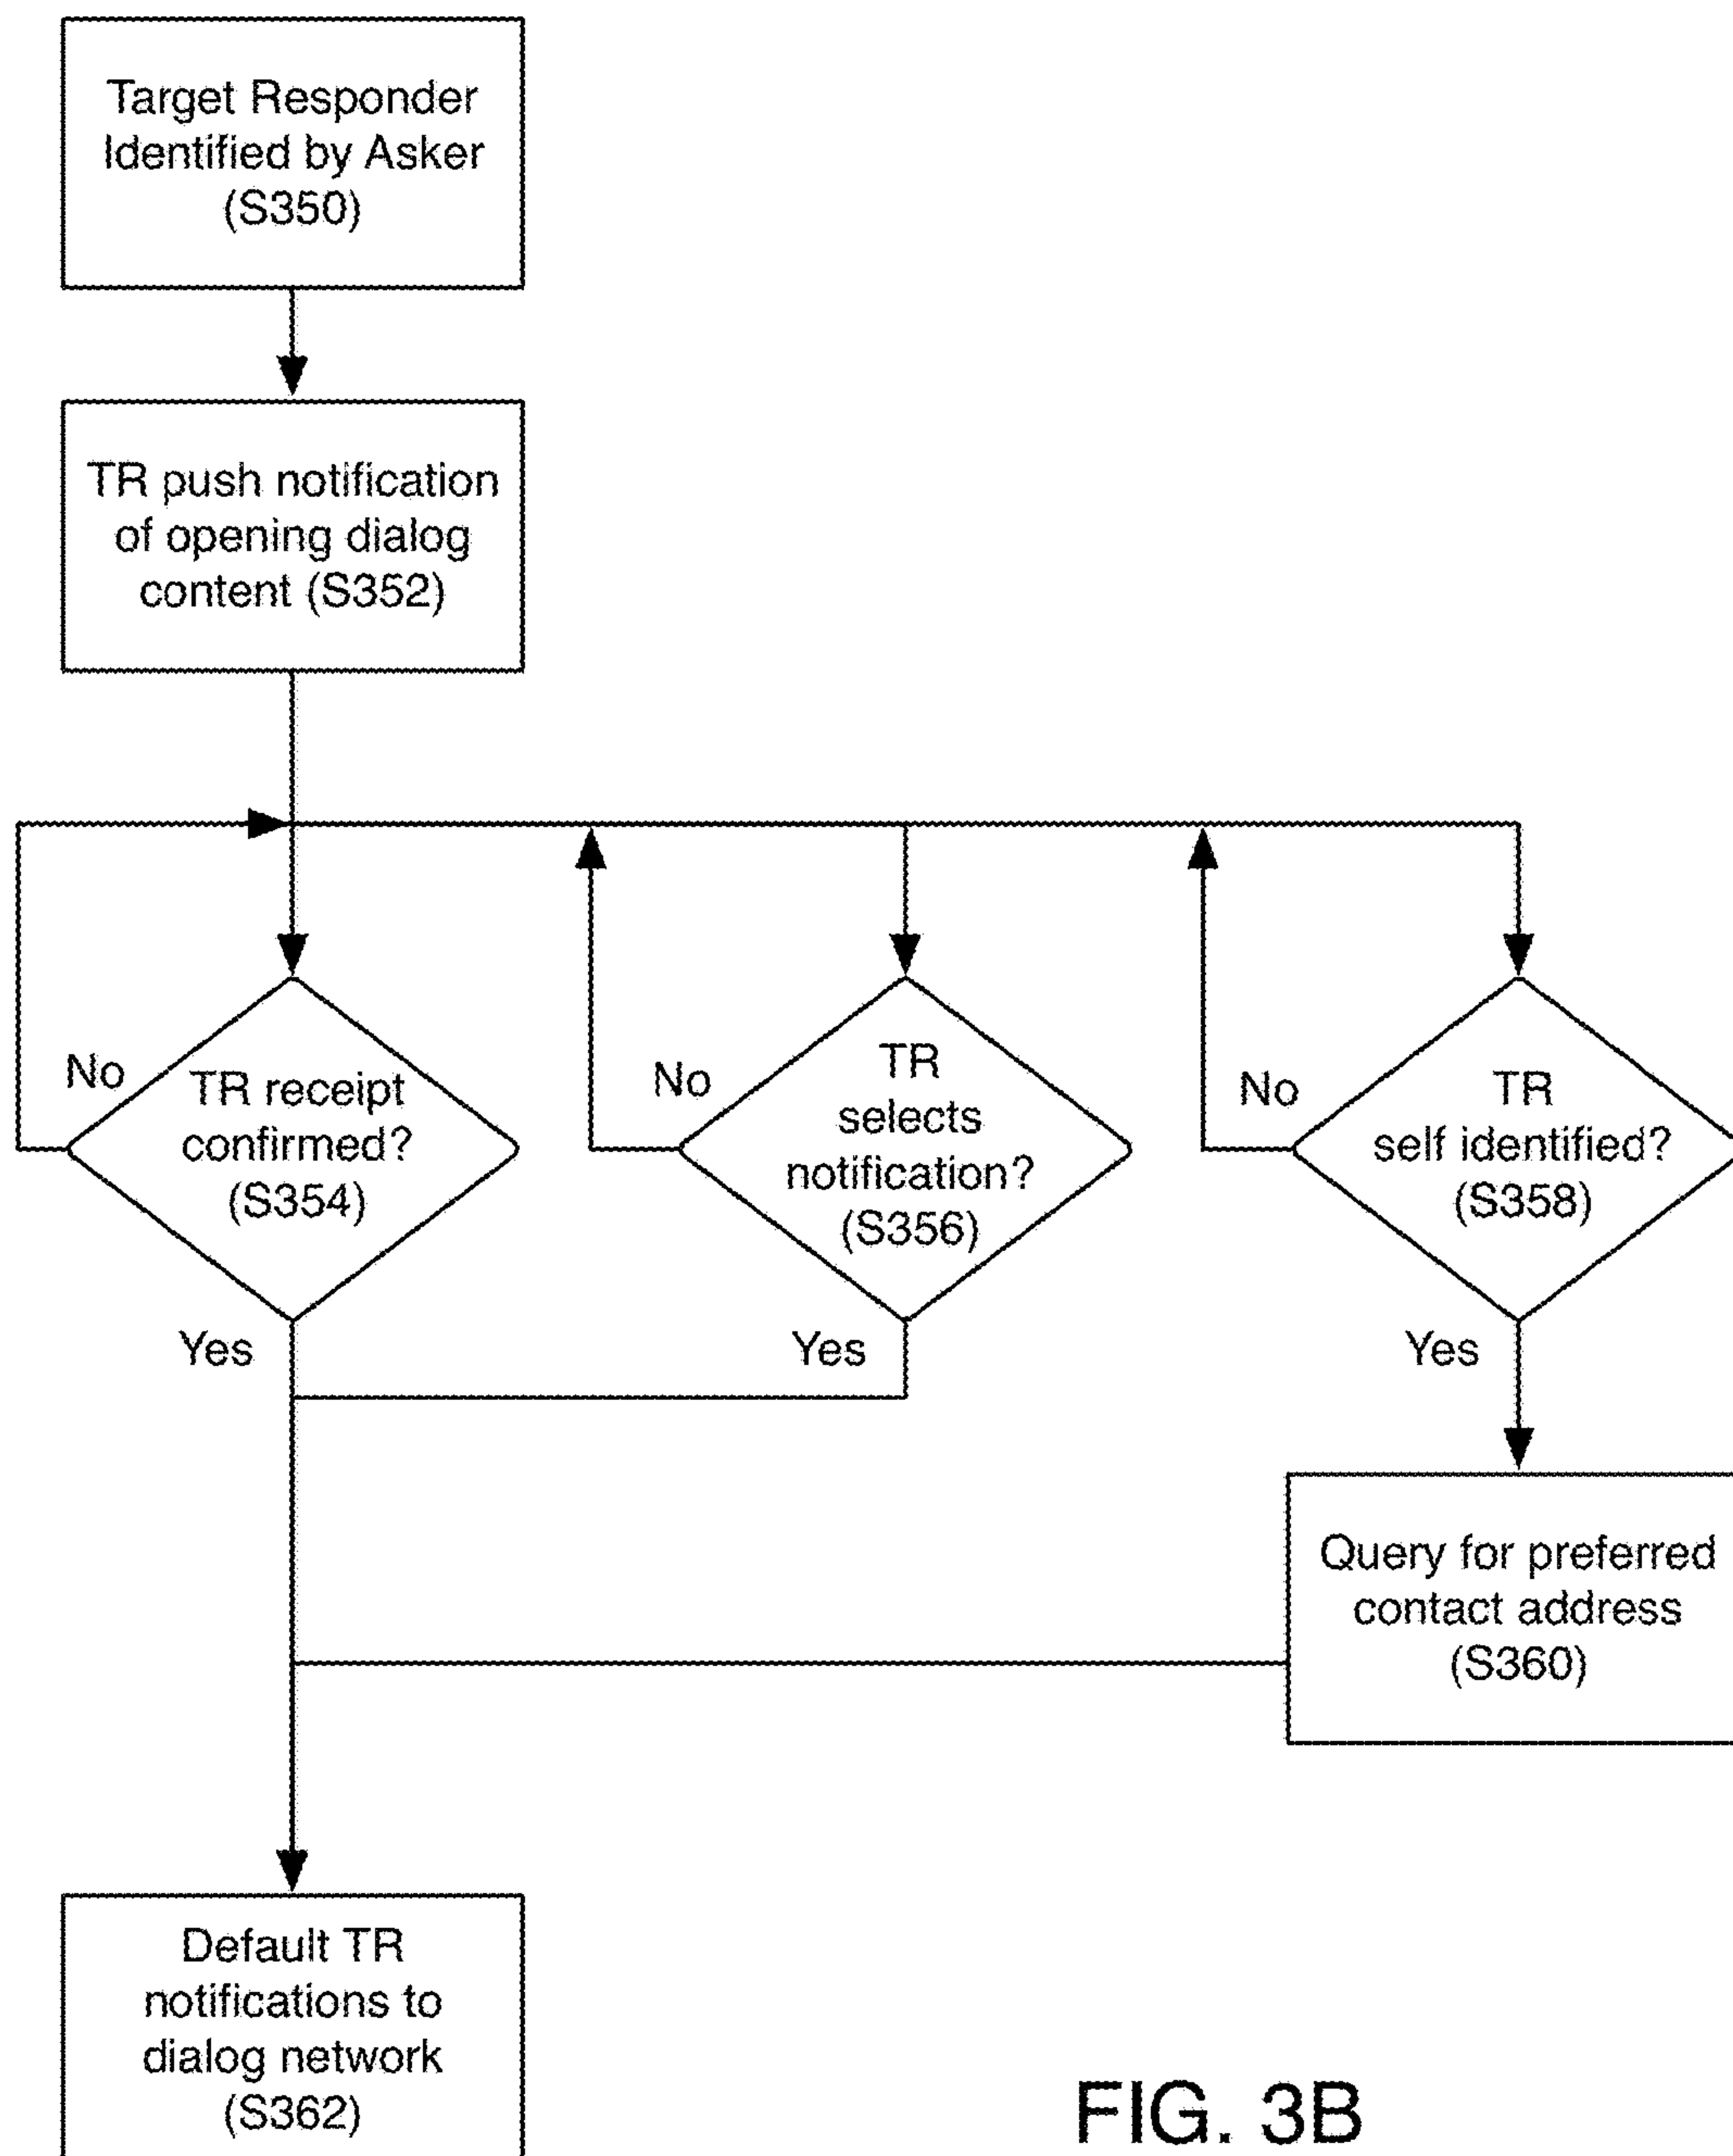 Target Responder
Identified by Asker
(S350)
TR push notification
of opening dialog
content (S352)
No
TR receipt
confirmed?
(S354)
Yes
No
TR
selects
notification?
(S356)
Yes
No
TR
self identified?
(S358)
Yes
Query for preferred
contact address
(S360)
Default TR
notifications to
dialog network
(S362)
FIG. 3B